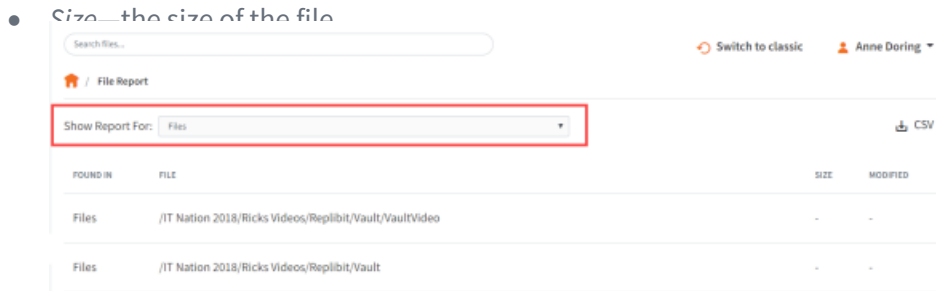 • Size—the size of the file
Search files...
Switch to classic
Anne Doring
/ File Report
Show Report For: Files
CSV
FOUND IN FILE SIZE MODIFIED
Files /IT Nation 2018/Ricks Videos/Replibit/Vault/VaultVideo - -
Files /IT Nation 2018/Ricks Videos/Replibit/Vault - -